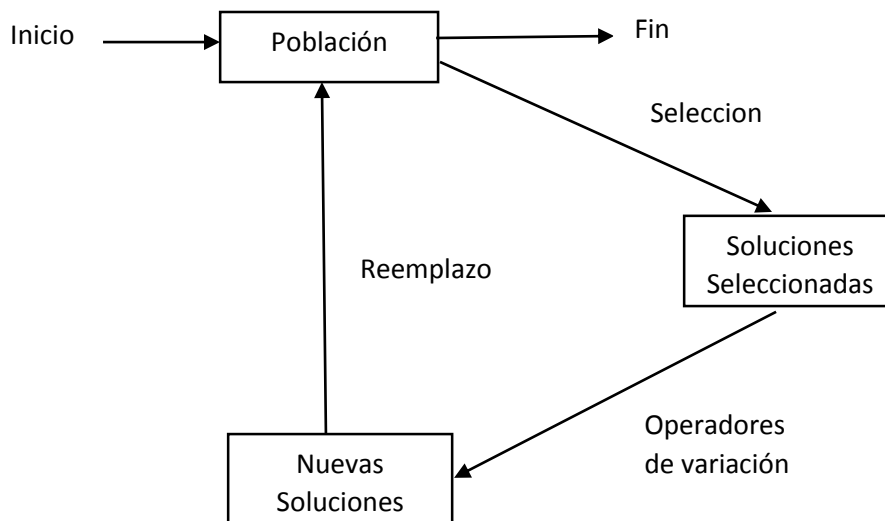 Inicio
Población
Fin
Seleccion
Soluciones
Seleccionadas
Reemplazo
Operadores
de variación
Nuevas
Soluciones